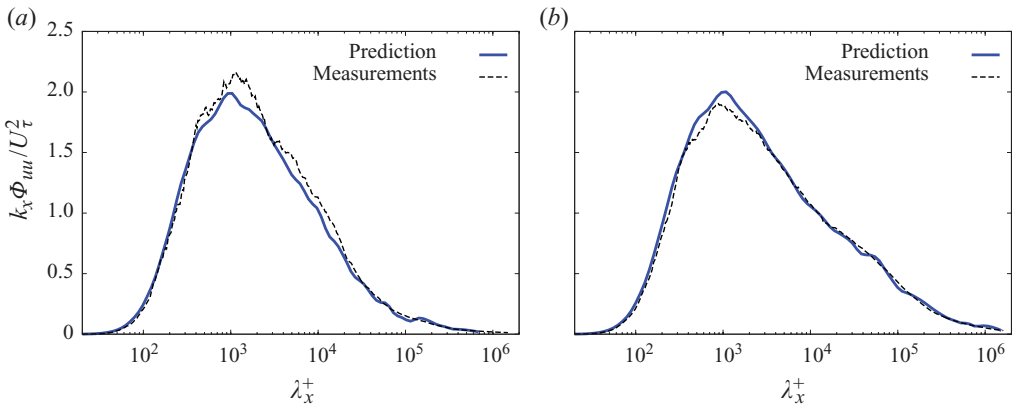 (a)
2.5
2.0
1.5
1.0
0.5
0
k_x Φ_uu / U_τ^2
Prediction
Measurements
10^2 10^3 10^4 10^5 10^6
λ_x^+
(b)
Prediction
Measurements
10^2 10^3 10^4 10^5 10^6
λ_x^+